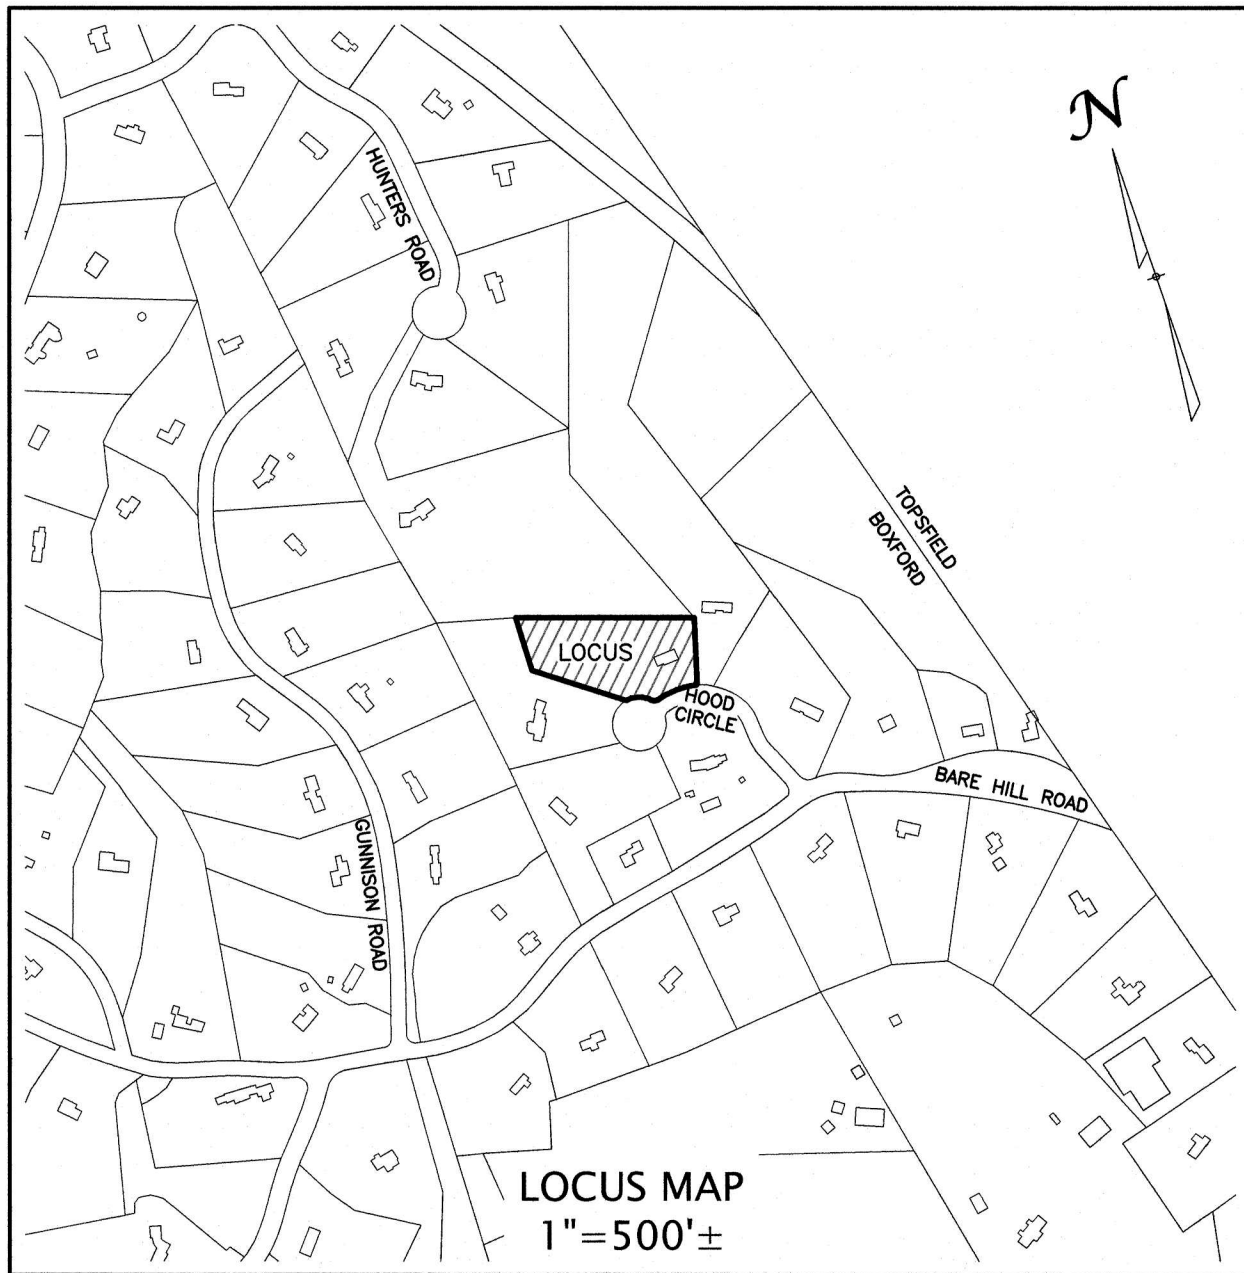 N
HUNTERS ROAD
TOPSFIELD
BOXFORD
LOCUS
HOOD
CIRCLE
BARE HILL ROAD
GUNNISON ROAD
LOCUS MAP
1"=500'±